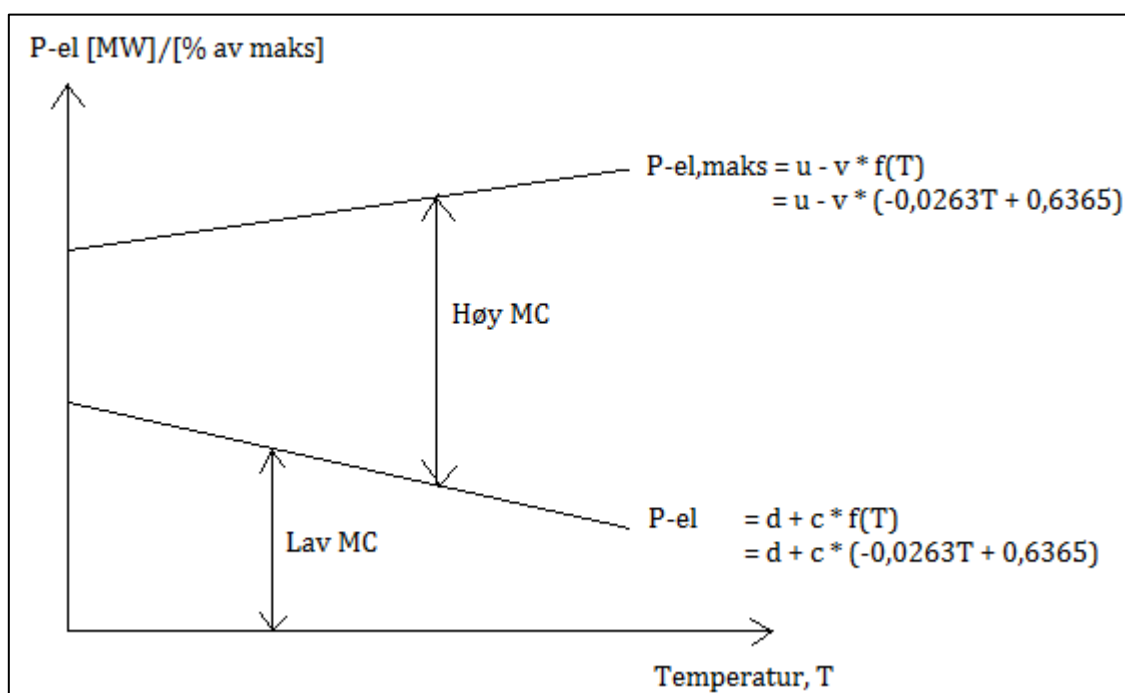 P-el [MW]/[% av maks]
P-el,maks = u - v * f(T)
= u - v * (-0,0263T + 0,6365)
Høy MC
P-el = d + c * f(T)
= d + c * (-0,0263T + 0,6365)
Lav MC
Temperatur, T